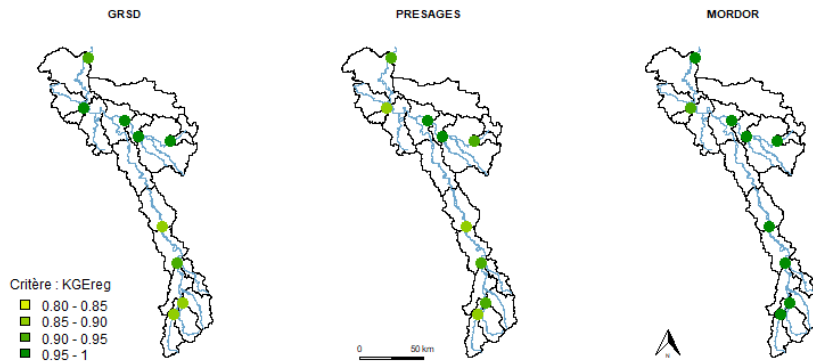 GRSD
PRESAGES
MORDOR
Critère : KGEreg
0.80 - 0.85
0.85 - 0.90
0.90 - 0.95
0.95 - 1
0 50 km
N